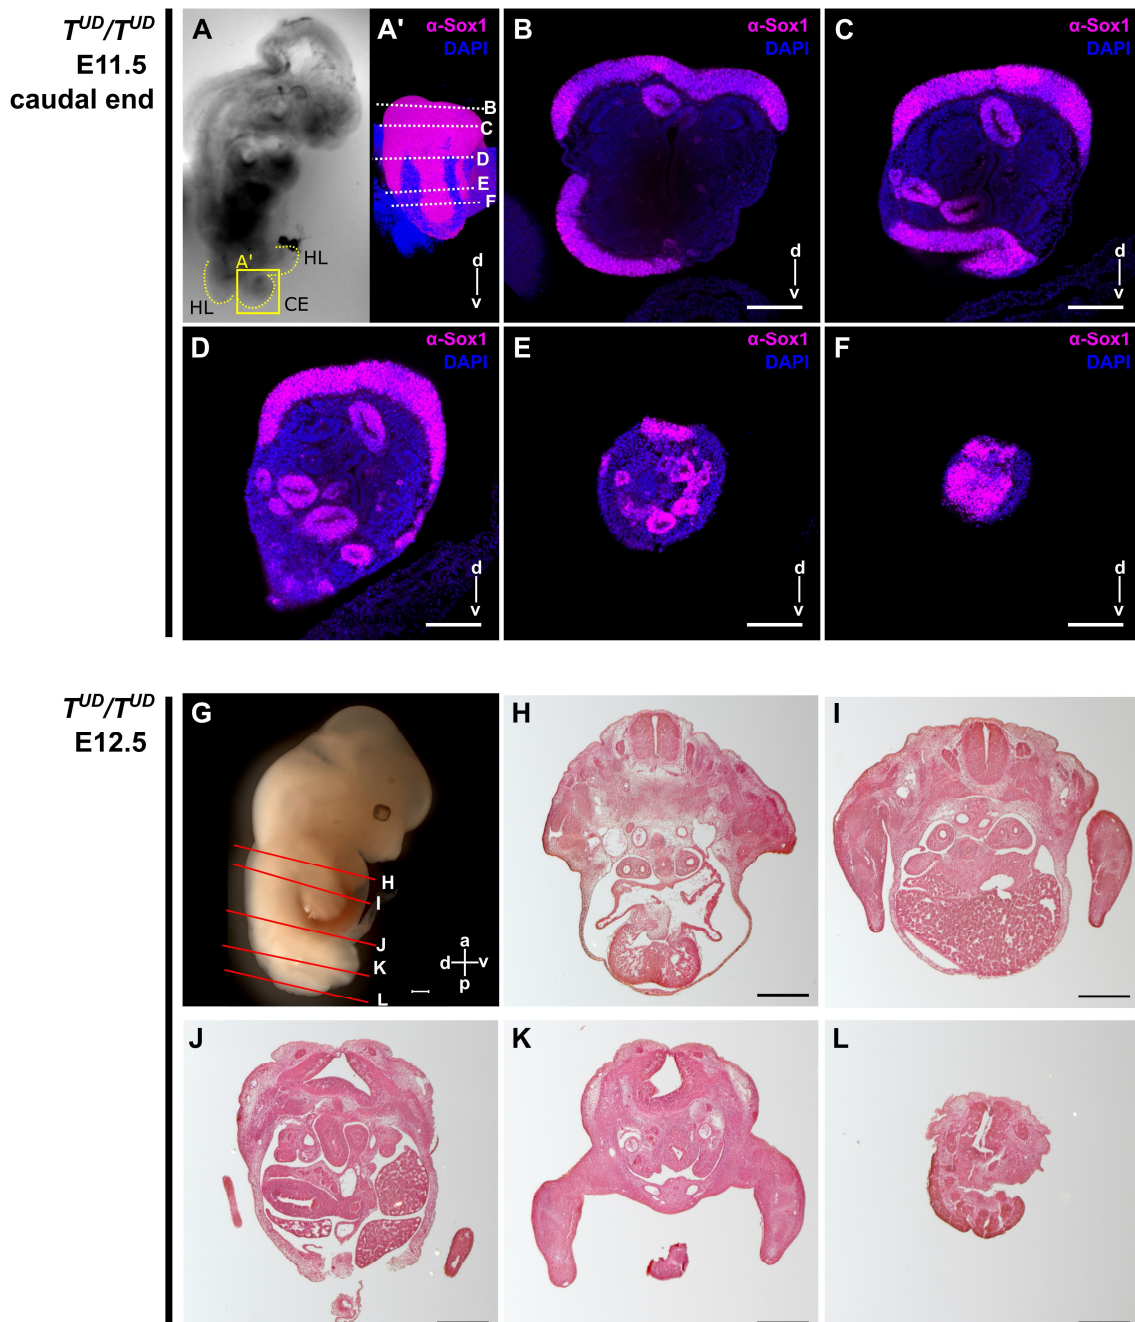 T^UD/T^UD
E11.5
caudal end
A
A'
HL
HL
CE
A'
α-Sox1
DAPI
B
C
D
E
F
d
v
B
α-Sox1
DAPI
d
v
C
α-Sox1
DAPI
d
v
D
α-Sox1
DAPI
d
v
E
α-Sox1
DAPI
d
v
F
α-Sox1
DAPI
d
v
T^UD/T^UD
E12.5
G
H
I
J
K
L
a
d v
p
H
I
J
K
L